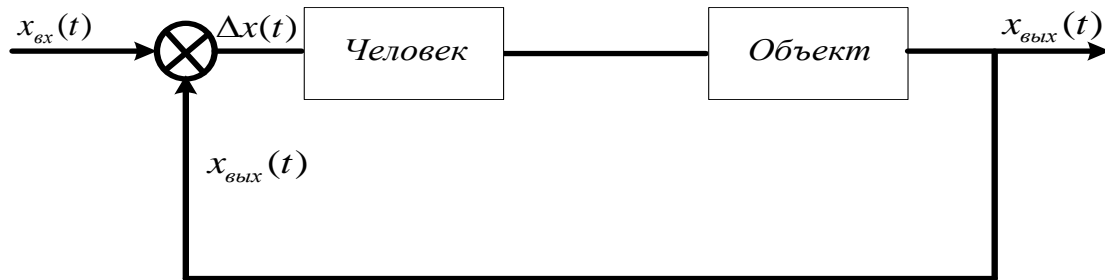 x_вх(t)
Δx(t)
Человек
Объект
x_вых(t)
x_вых(t)